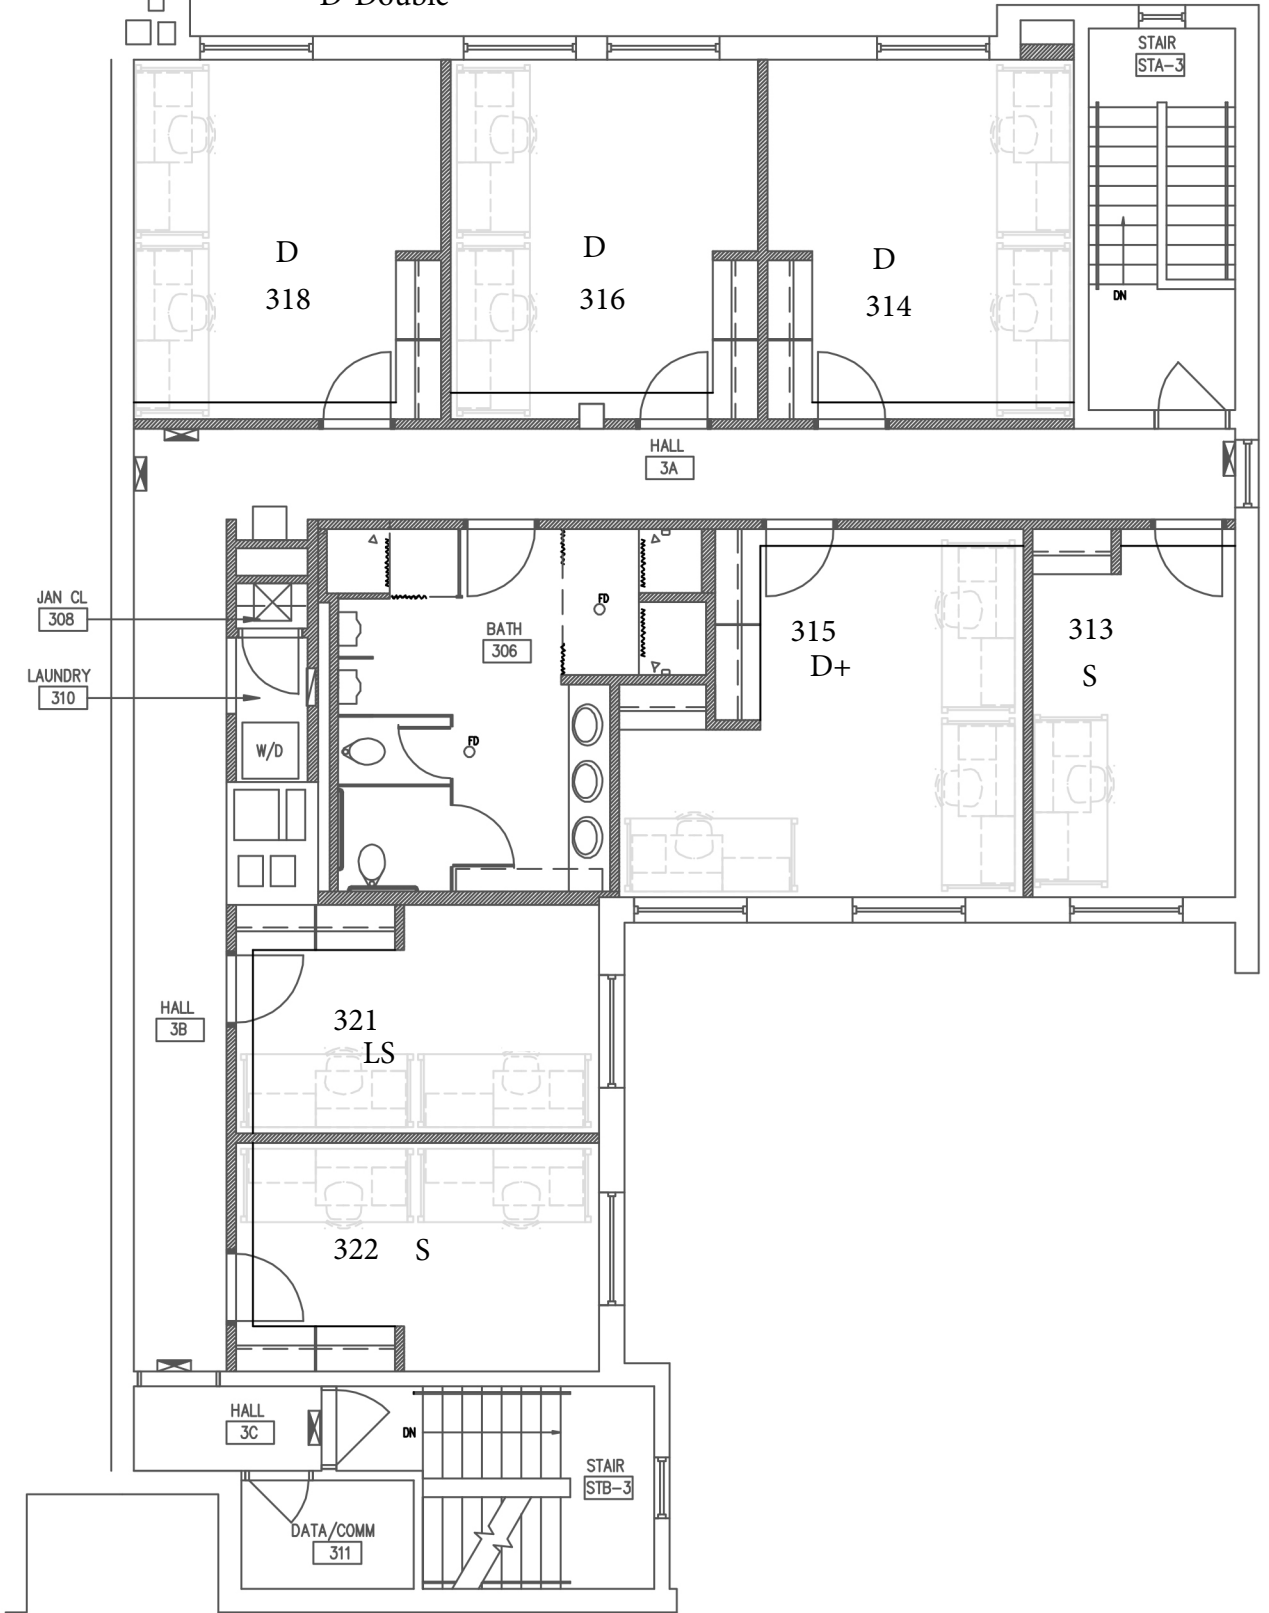 D-Double
STAIR
STA-3
DN
D
318
D
316
D
314
HALL
3A
JAN CL
308
LAUNDRY
310
W/D
BATH
306
FD
FD
315
D+
313
S
HALL
3B
321
LS
322 S
HALL
3C
DN
STAIR
STB-3
DATA/COMM
311